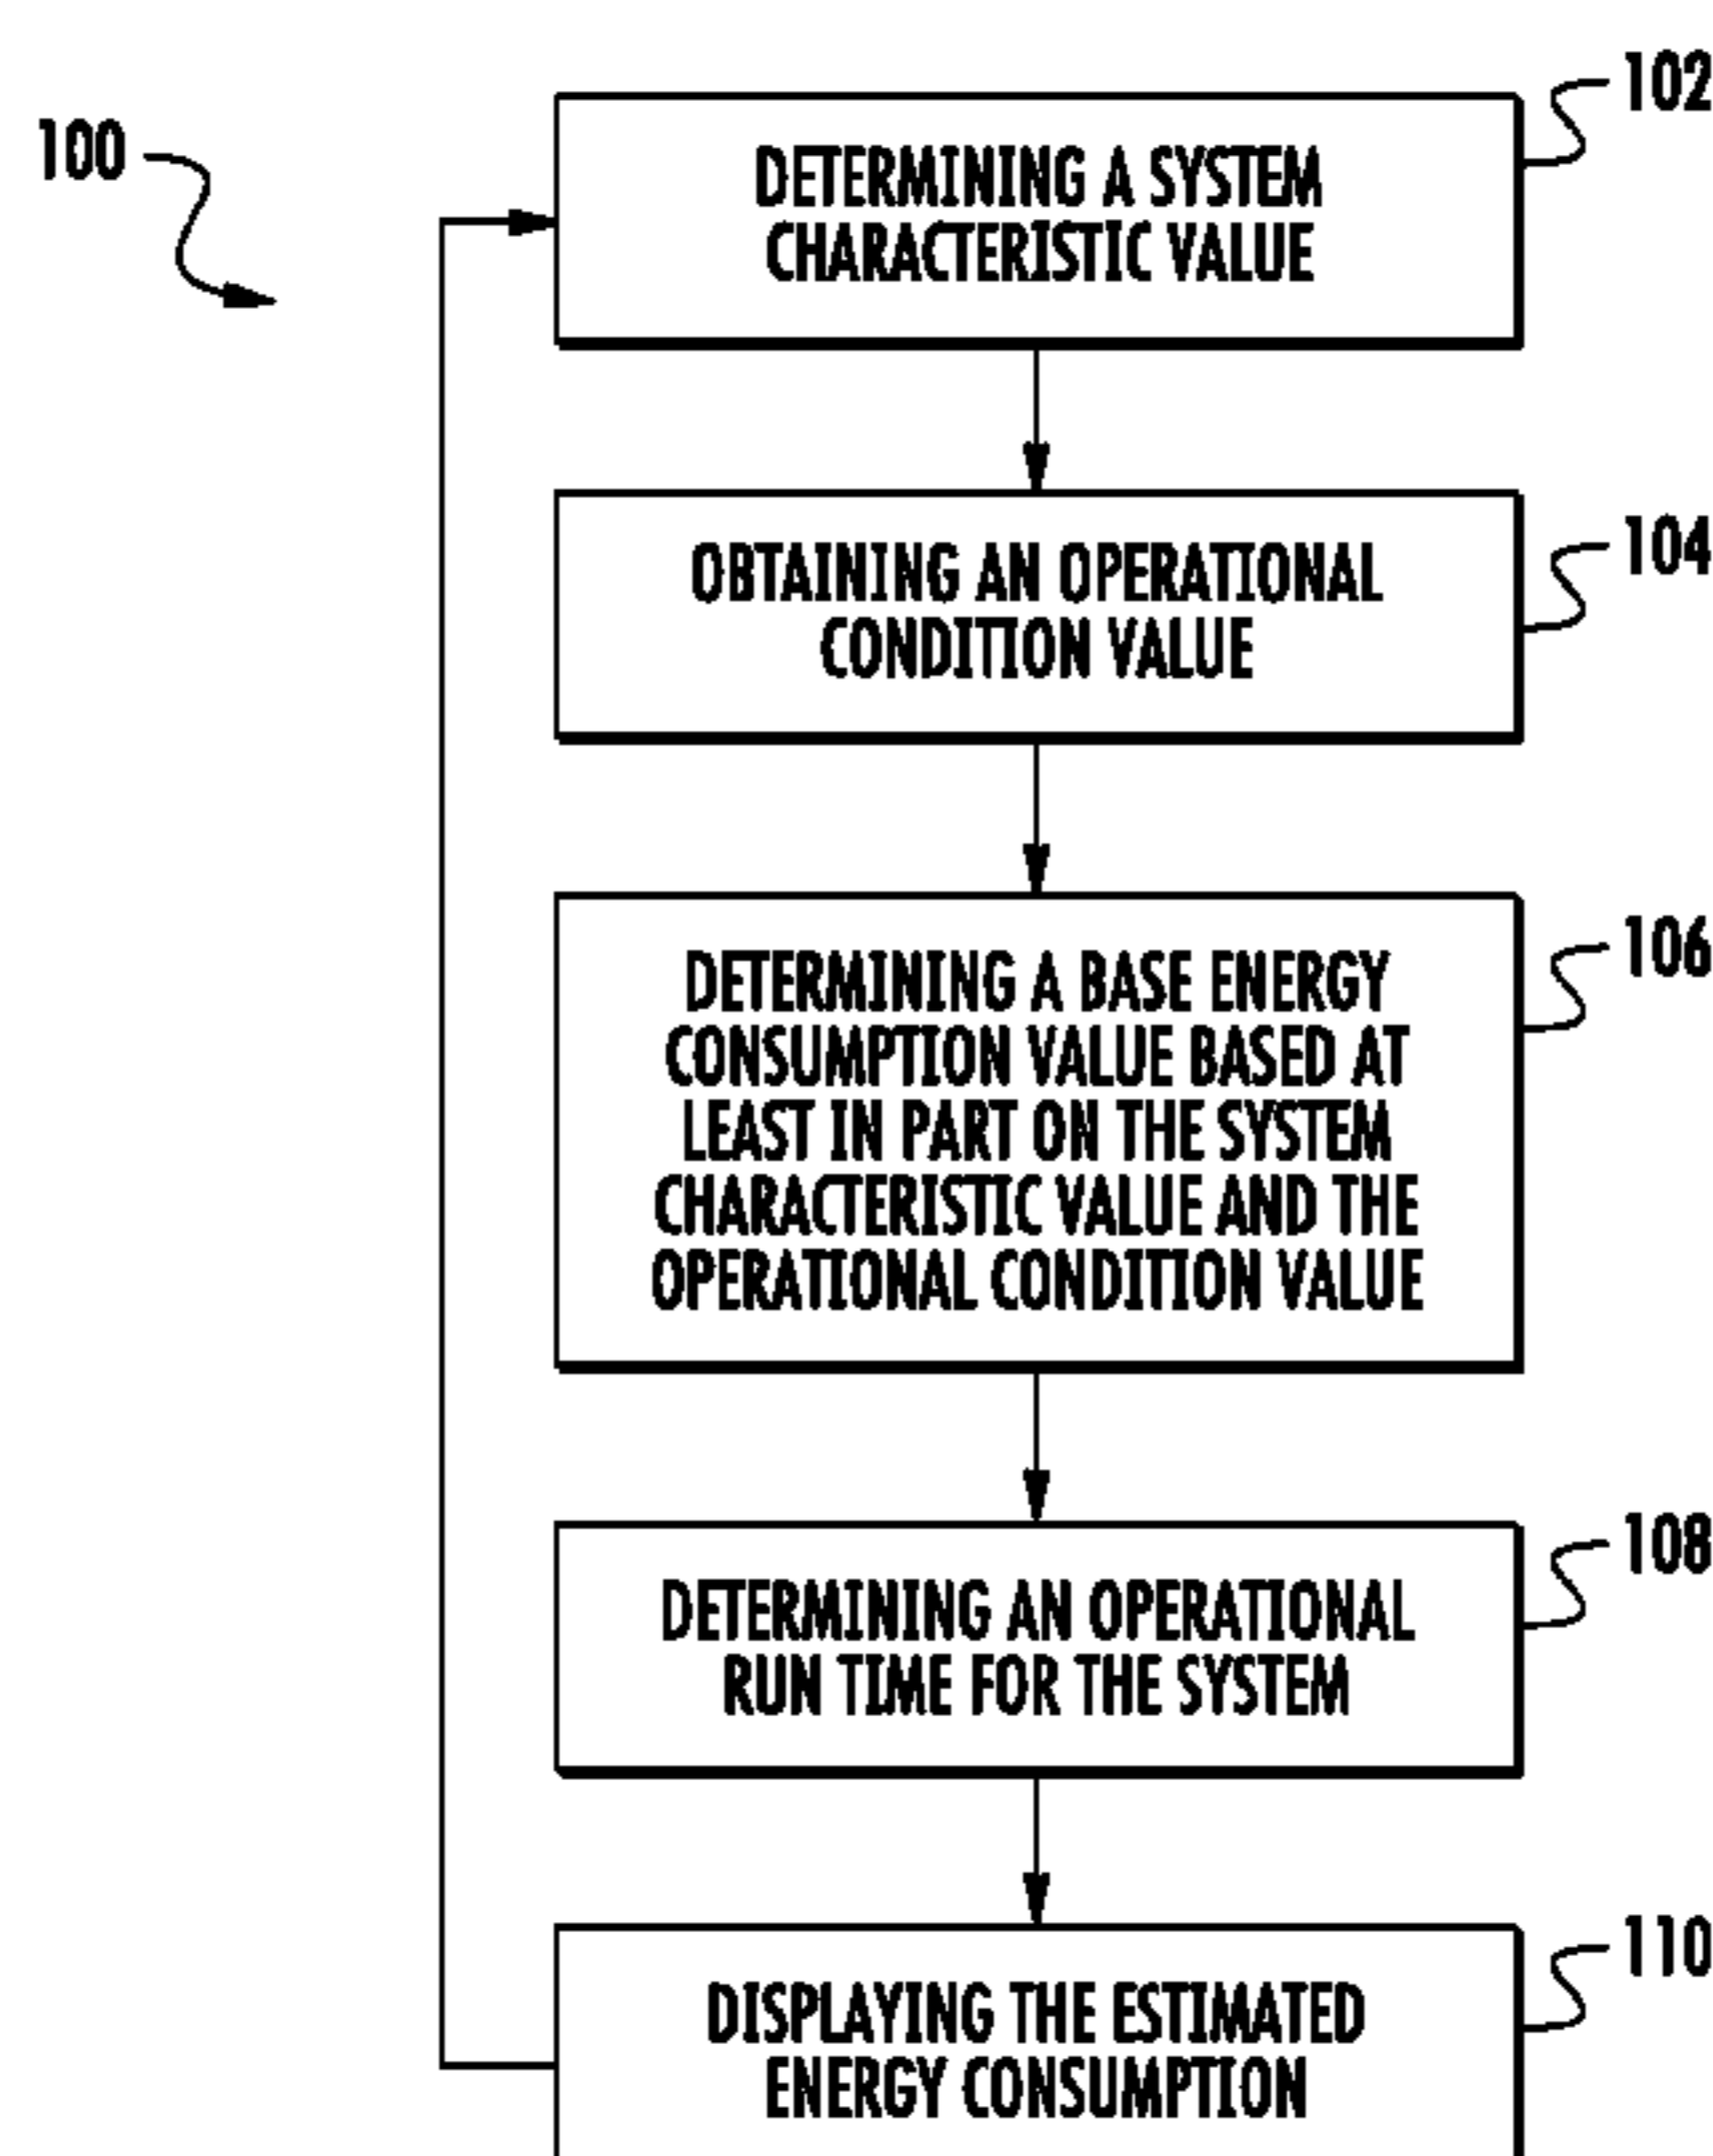 102
100
DETERMINING A SYSTEM
CHARACTERISTIC VALUE
104
OBTAINING AN OPERATIONAL
CONDITION VALUE
106
DETERMINING A BASE ENERGY
CONSUMPTION VALUE BASED AT
LEAST IN PART ON THE SYSTEM
CHARACTERISTIC VALUE AND THE
OPERATIONAL CONDITION VALUE
108
DETERMINING AN OPERATIONAL
RUN TIME FOR THE SYSTEM
110
DISPLAYING THE ESTIMATED
ENERGY CONSUMPTION